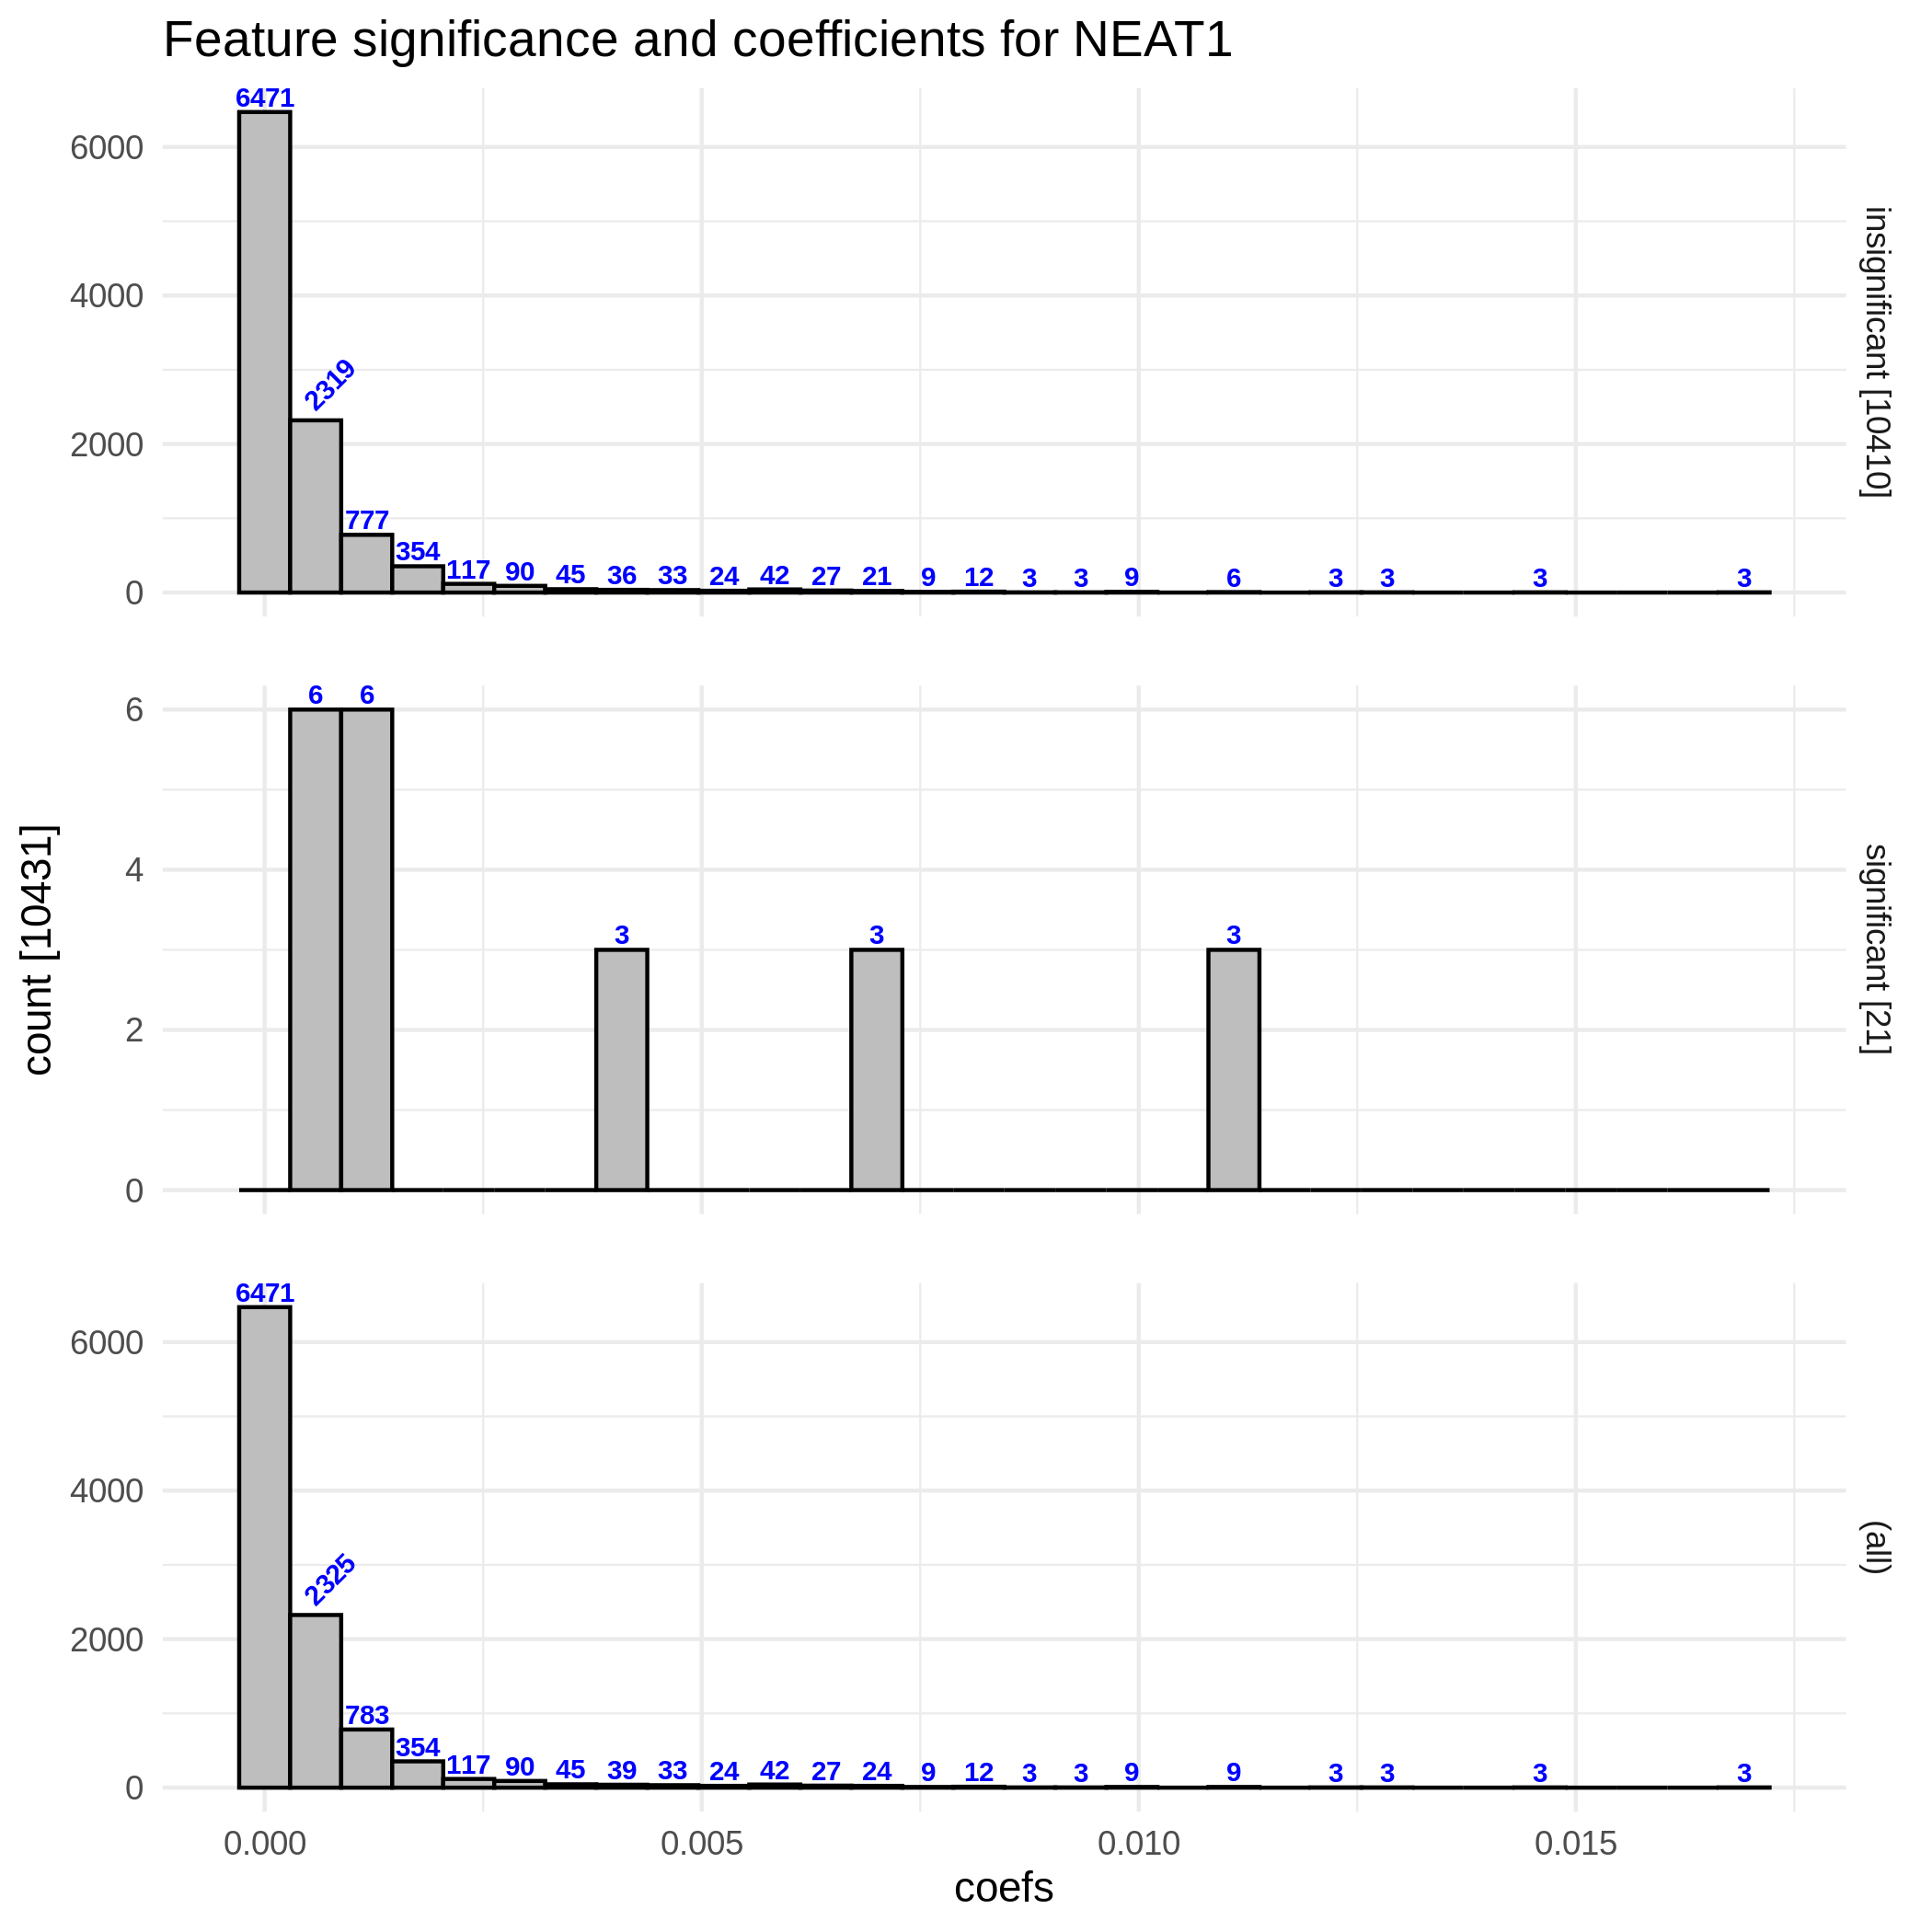 Feature significance and coefficients for NEAT1
6471
6000
4000
2319
2000
777
354
117 90 45 36 33 24 42 27 21 9 12 3 3 9 6 3 3 3 3
0
insignificant [10410]
6 6
6
4
3 3 3
2
0
significant [21]
count [10431]
6471
6000
4000
2325
2000
783
354
117 90 45 39 33 24 42 27 24 9 12 3 3 9 9 3 3 3 3
0
(all)
0.000 0.005 0.010 0.015
coefs